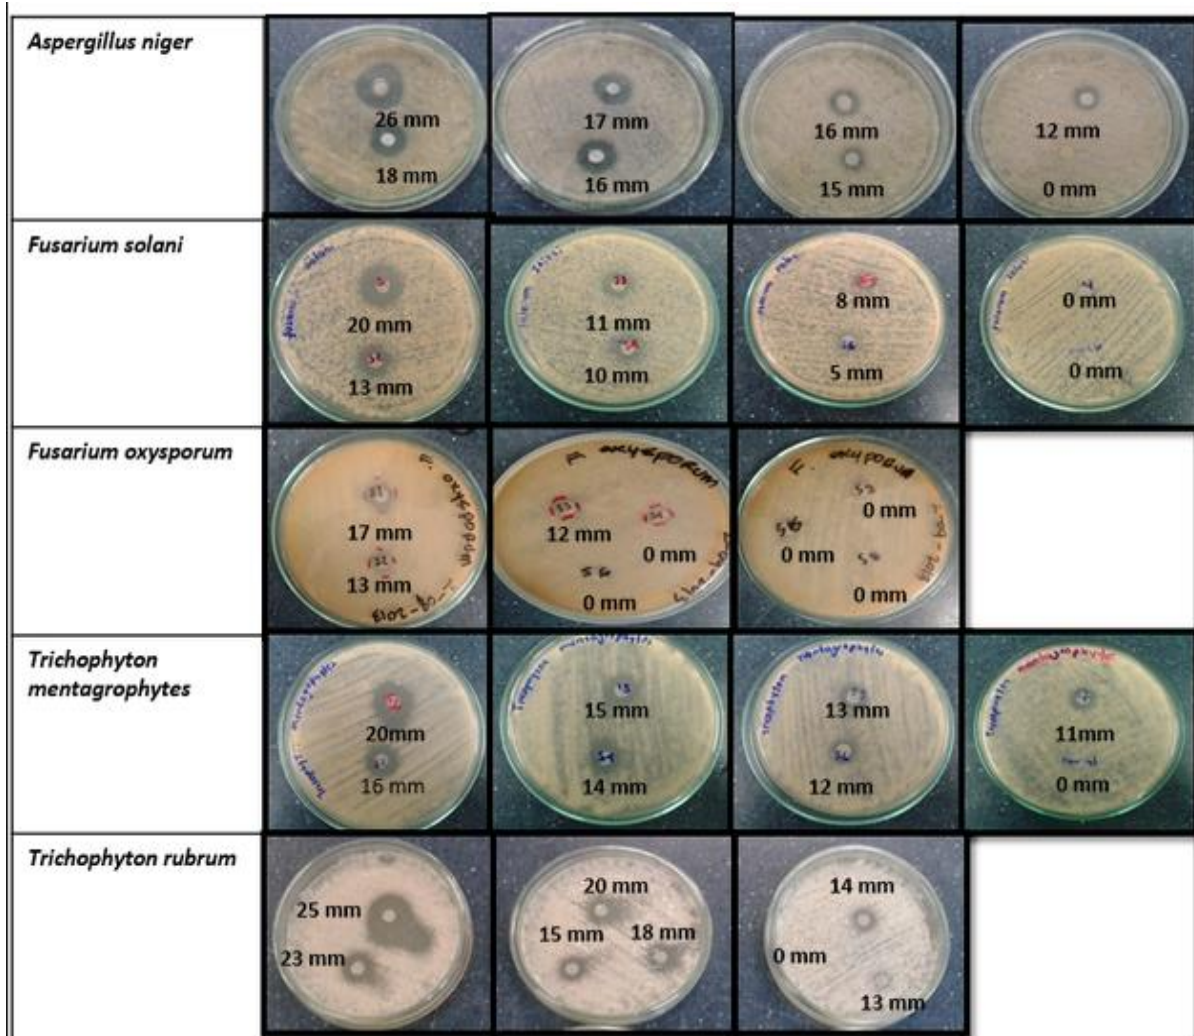 Aspergillus niger
26 mm
18 mm
17 mm
16 mm
16 mm
15 mm
12 mm
0 mm
Fusarium solani
20 mm
13 mm
11 mm
10 mm
8 mm
5 mm
0 mm
0 mm
Fusarium oxysporum
17 mm
13 mm
OXYSPORUM
12 mm
0 mm
0 mm
0 mm
0 mm
0 mm
Trichophyton
mentagrophytes
20mm
16 mm
15 mm
14 mm
13 mm
12 mm
11mm
0 mm
Trichophyton rubrum
25 mm
23 mm
20 mm
15 mm
18 mm
14 mm
0 mm
13 mm